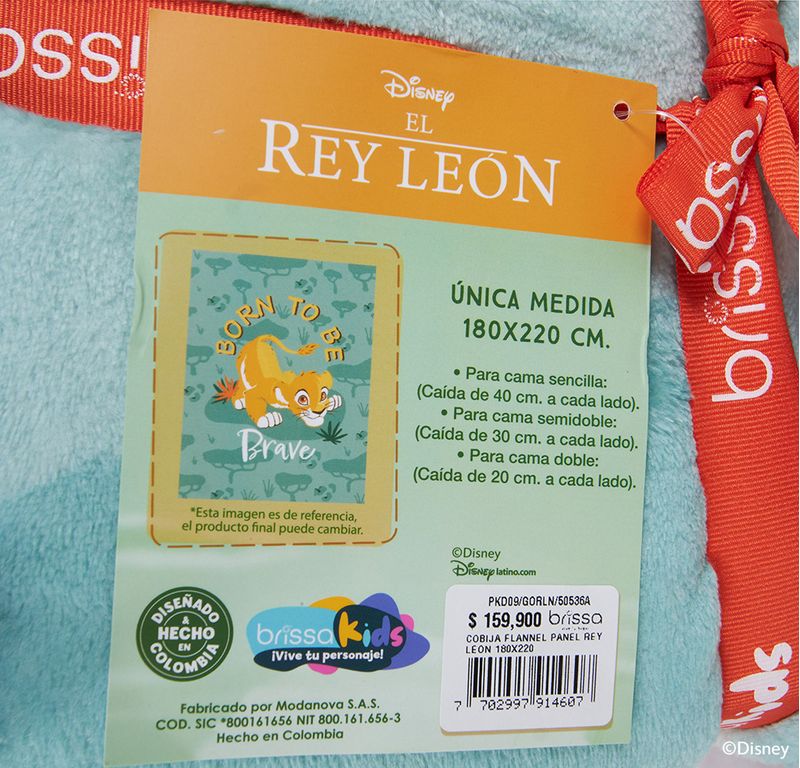 ossi
Disney
EL
REY LEÓN
BORN TO BE
Brave
*Esta imagen es de referencia,
el producto final puede cambiar.
ÚNICA MEDIDA
180X220 CM.
• Para cama sencilla:
(Caída de 40 cm. a cada lado).
• Para cama semidoble:
(Caída de 30 cm. a cada lado).
• Para cama doble:
(Caída de 20 cm. a cada lado).
©Disney
Disney latino.com
DISEÑADO
&
HECHO
EN
COLOMBIA
brissa kids
¡Vive tu personaje!
PKD09/GORLN/50536A
$ 159,900 brissa
COBIJA FLANNEL PANEL REY
LEON 180X220
7 702997 914607
Fabricado por Modanova S.A.S.
COD. SIC *800161656 NIT 800.161.656-3
Hecho en Colombia
brissa
brissa
©Disney